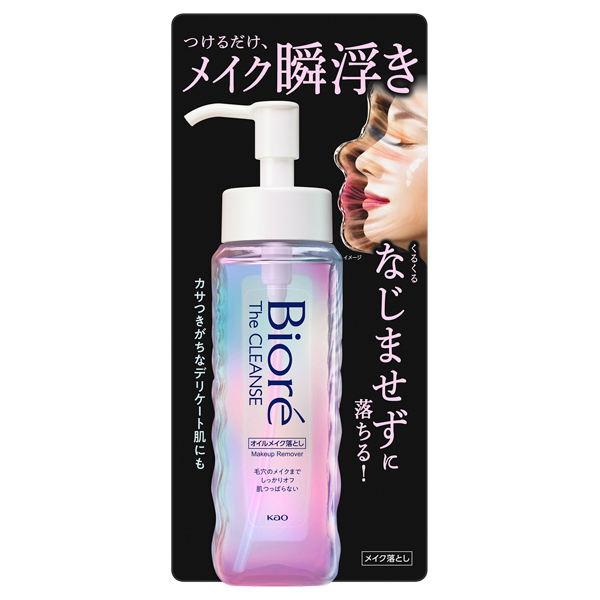 つけるだけ、
メイク瞬浮き
イメージ
くるくる
なじませずに
落ちる!
カサつきがちなデリケート肌にも
Bioré
The CLEANSE
オイルメイク落とし
Makeup Remover
毛穴のメイクまで
しっかりオフ
肌つっぱらない
Kao
メイク落とし